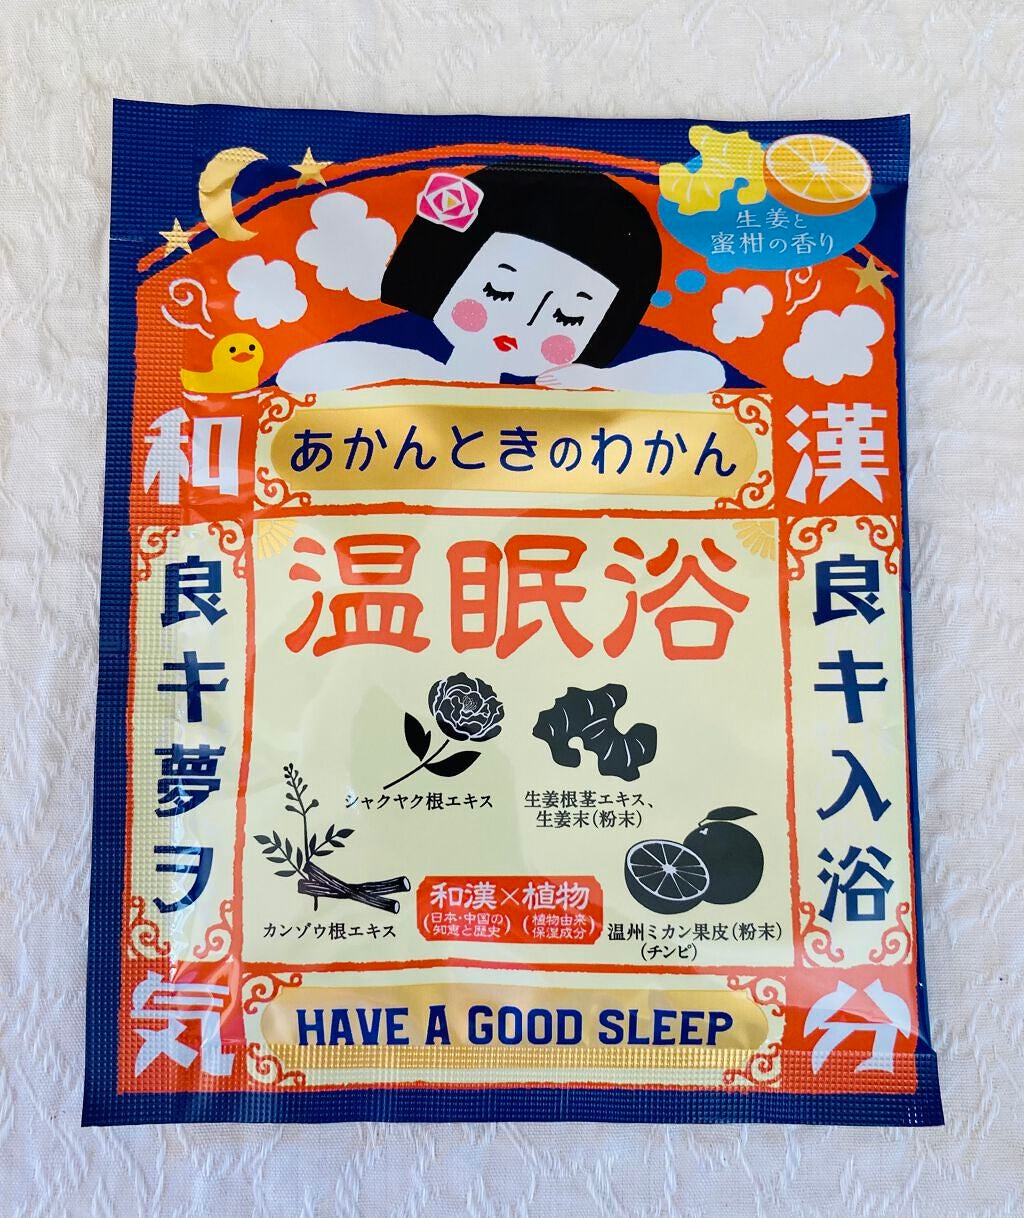 生姜と
蜜柑の香り
和
漢
あかんときのわかん
温眠浴
良キ入浴
良キ夢ヲ
シャクヤク根エキス
生姜根茎エキス、
生姜末(粉末)
カンゾウ根エキス
和漢×植物
(日本・中国の
知恵と歴史)
(植物由来
保湿成分)
温州ミカン果皮(粉末)
(チンピ)
気
分
HAVE A GOOD SLEEP